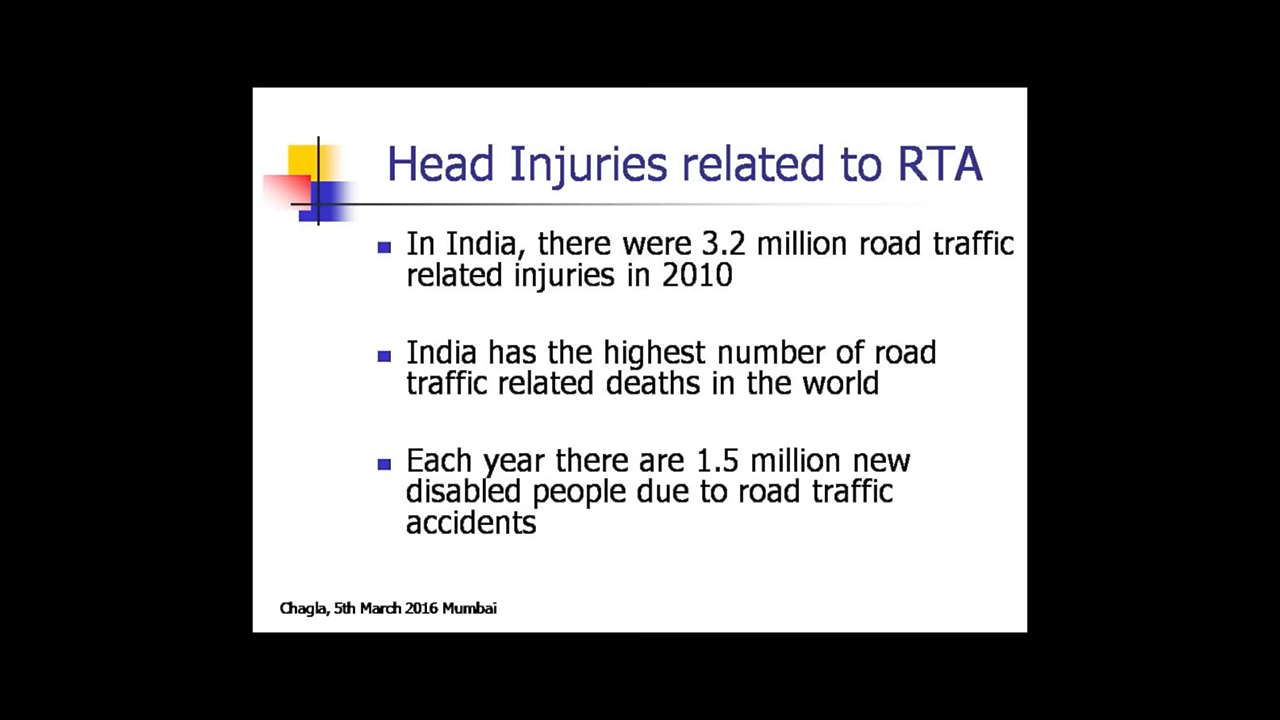 Head Injuries related to RTA
In India, there were 3.2 million road traffic
related injuries in 2010
India has the highest number of road
traffic related deaths in the world
Each year there are 1.5 million new
disabled people due to road traffic
accidents
Chagla, 5th March 2016 Mumbai